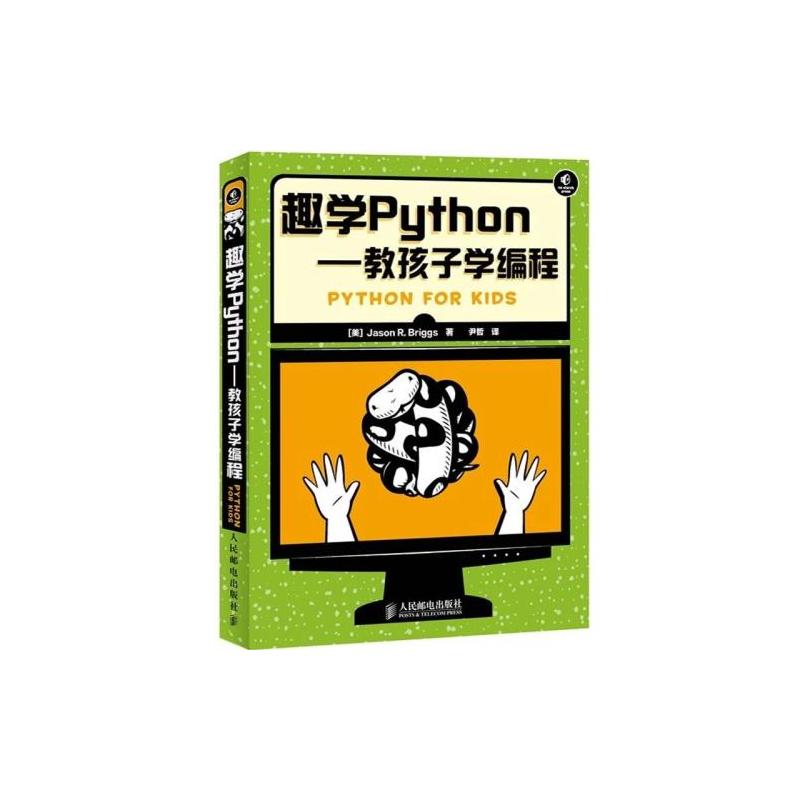 no starch
press
趣学Python
—教孩子学编程
PYTHON FOR KIDS
[美] Jason R. Briggs 著 尹哲 译
人民邮电出版社
POSTS & TELECOM PRESS
趣学Python——教孩子学编程
PYTHON
FOR KIDS
人民邮电出版社